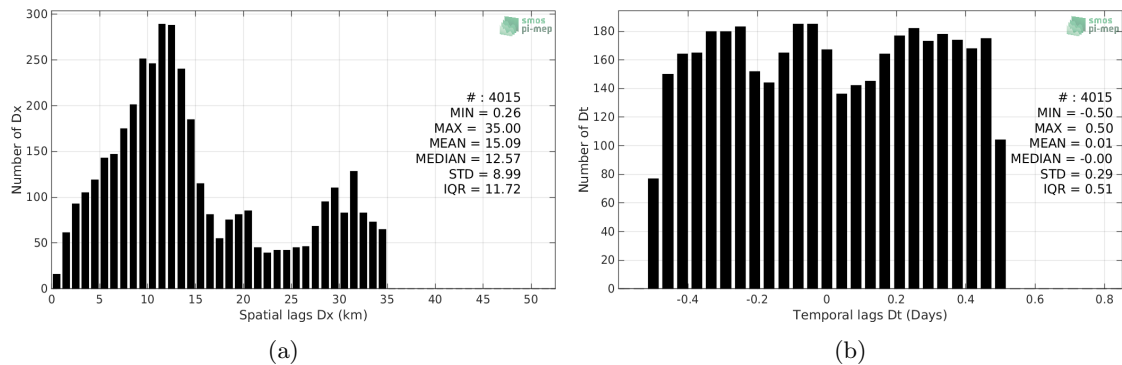 300
250
200
150
100
50
0
Number of Dx
0 5 10 15 20 25 30 35 40 45 50
Spatial lags Dx (km)
smos
pi-mep
# : 4015
MIN = 0.26
MAX = 35.00
MEAN = 15.09
MEDIAN = 12.57
STD = 8.99
IQR = 11.72
(a)
180
160
140
120
100
80
60
40
20
0
Number of Dt
-0.4 -0.2 0 0.2 0.4 0.6 0.8
Temporal lags Dt (Days)
smos
pi-mep
# : 4015
MIN = -0.50
MAX = 0.50
MEAN = 0.01
MEDIAN = -0.00
STD = 0.29
IQR = 0.51
(b)